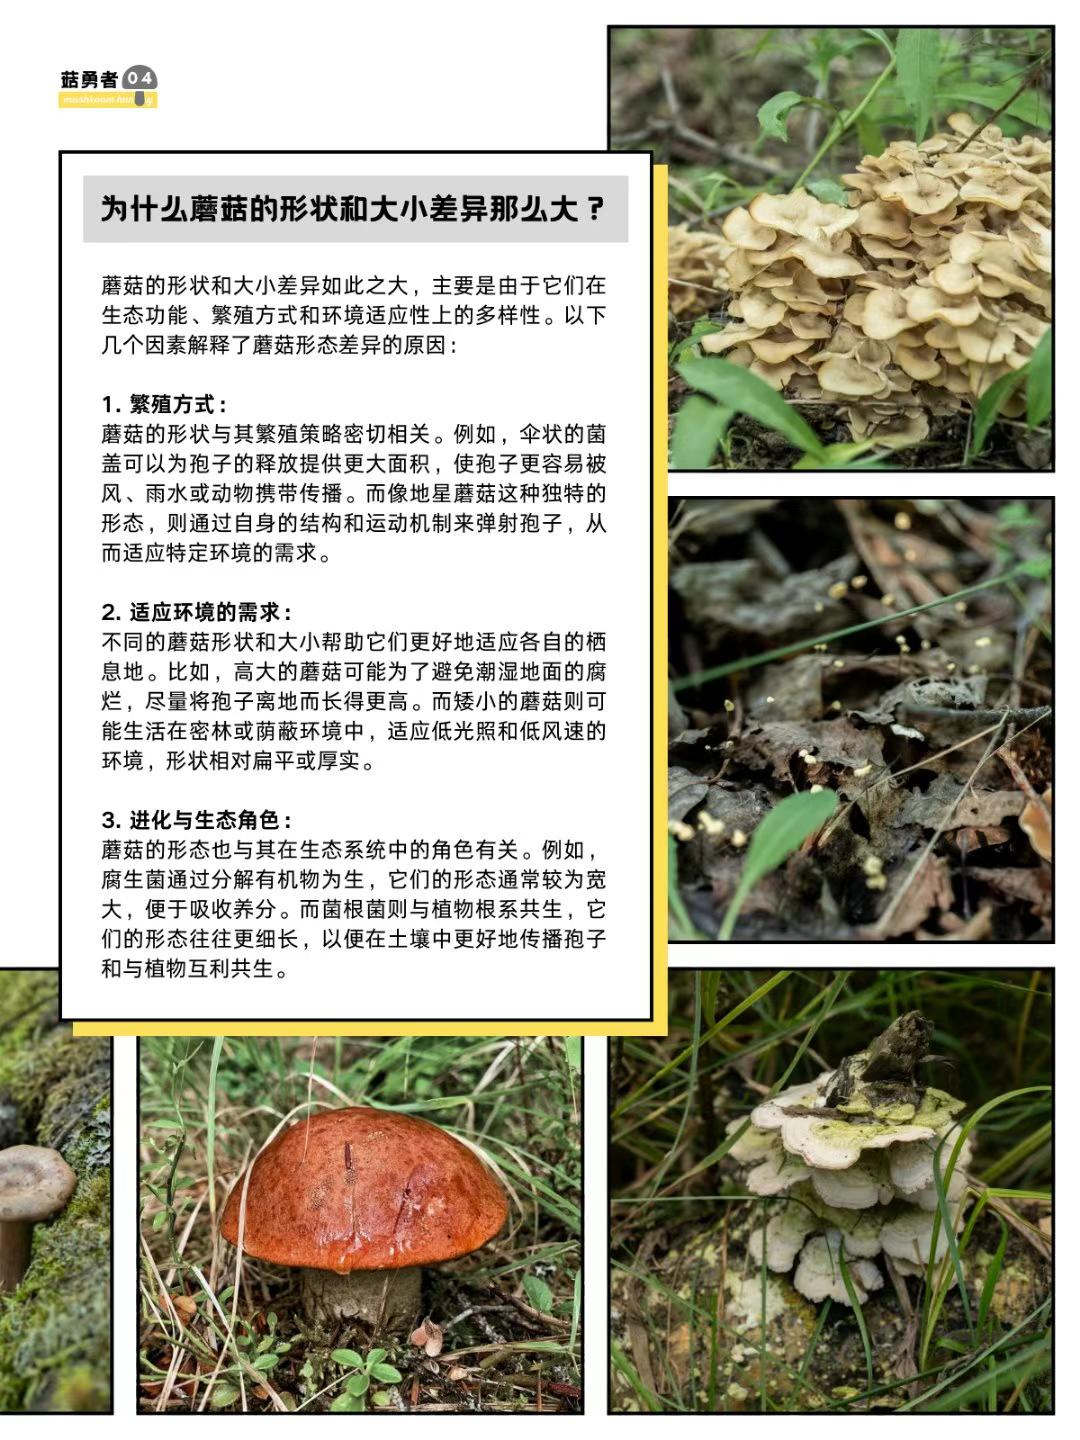 菇勇者 04
mushroom hunting
为什么蘑菇的形状和大小差异那么大？
蘑菇的形状和大小差异如此之大，主要是由于它们在
生态功能、繁殖方式和环境适应性上的多样性。以下
几个因素解释了蘑菇形态差异的原因：
1. 繁殖方式：
蘑菇的形状与其繁殖策略密切相关。例如，伞状的菌
盖可以为孢子的释放提供更大面积，使孢子更容易被
风、雨水或动物携带传播。而像地星蘑菇这种独特的
形态，则通过自身的结构和运动机制来弹射孢子，从
而适应特定环境的需求。
2. 适应环境的需求：
不同的蘑菇形状和大小帮助它们更好地适应各自的栖
息地。比如，高大的蘑菇可能为了避免潮湿地面的腐
烂，尽量将孢子离地而长得更高。而矮小的蘑菇则可
能生活在密林或荫蔽环境中，适应低光照和低风速的
环境，形状相对扁平或厚实。
3. 进化与生态角色：
蘑菇的形态也与其在生态系统中的角色有关。例如，
腐生菌通过分解有机物为生，它们的形态通常较为宽
大，便于吸收养分。而菌根菌则与植物根系共生，它
们的形态往往更细长，以便在土壤中更好地传播孢子
和与植物互利共生。